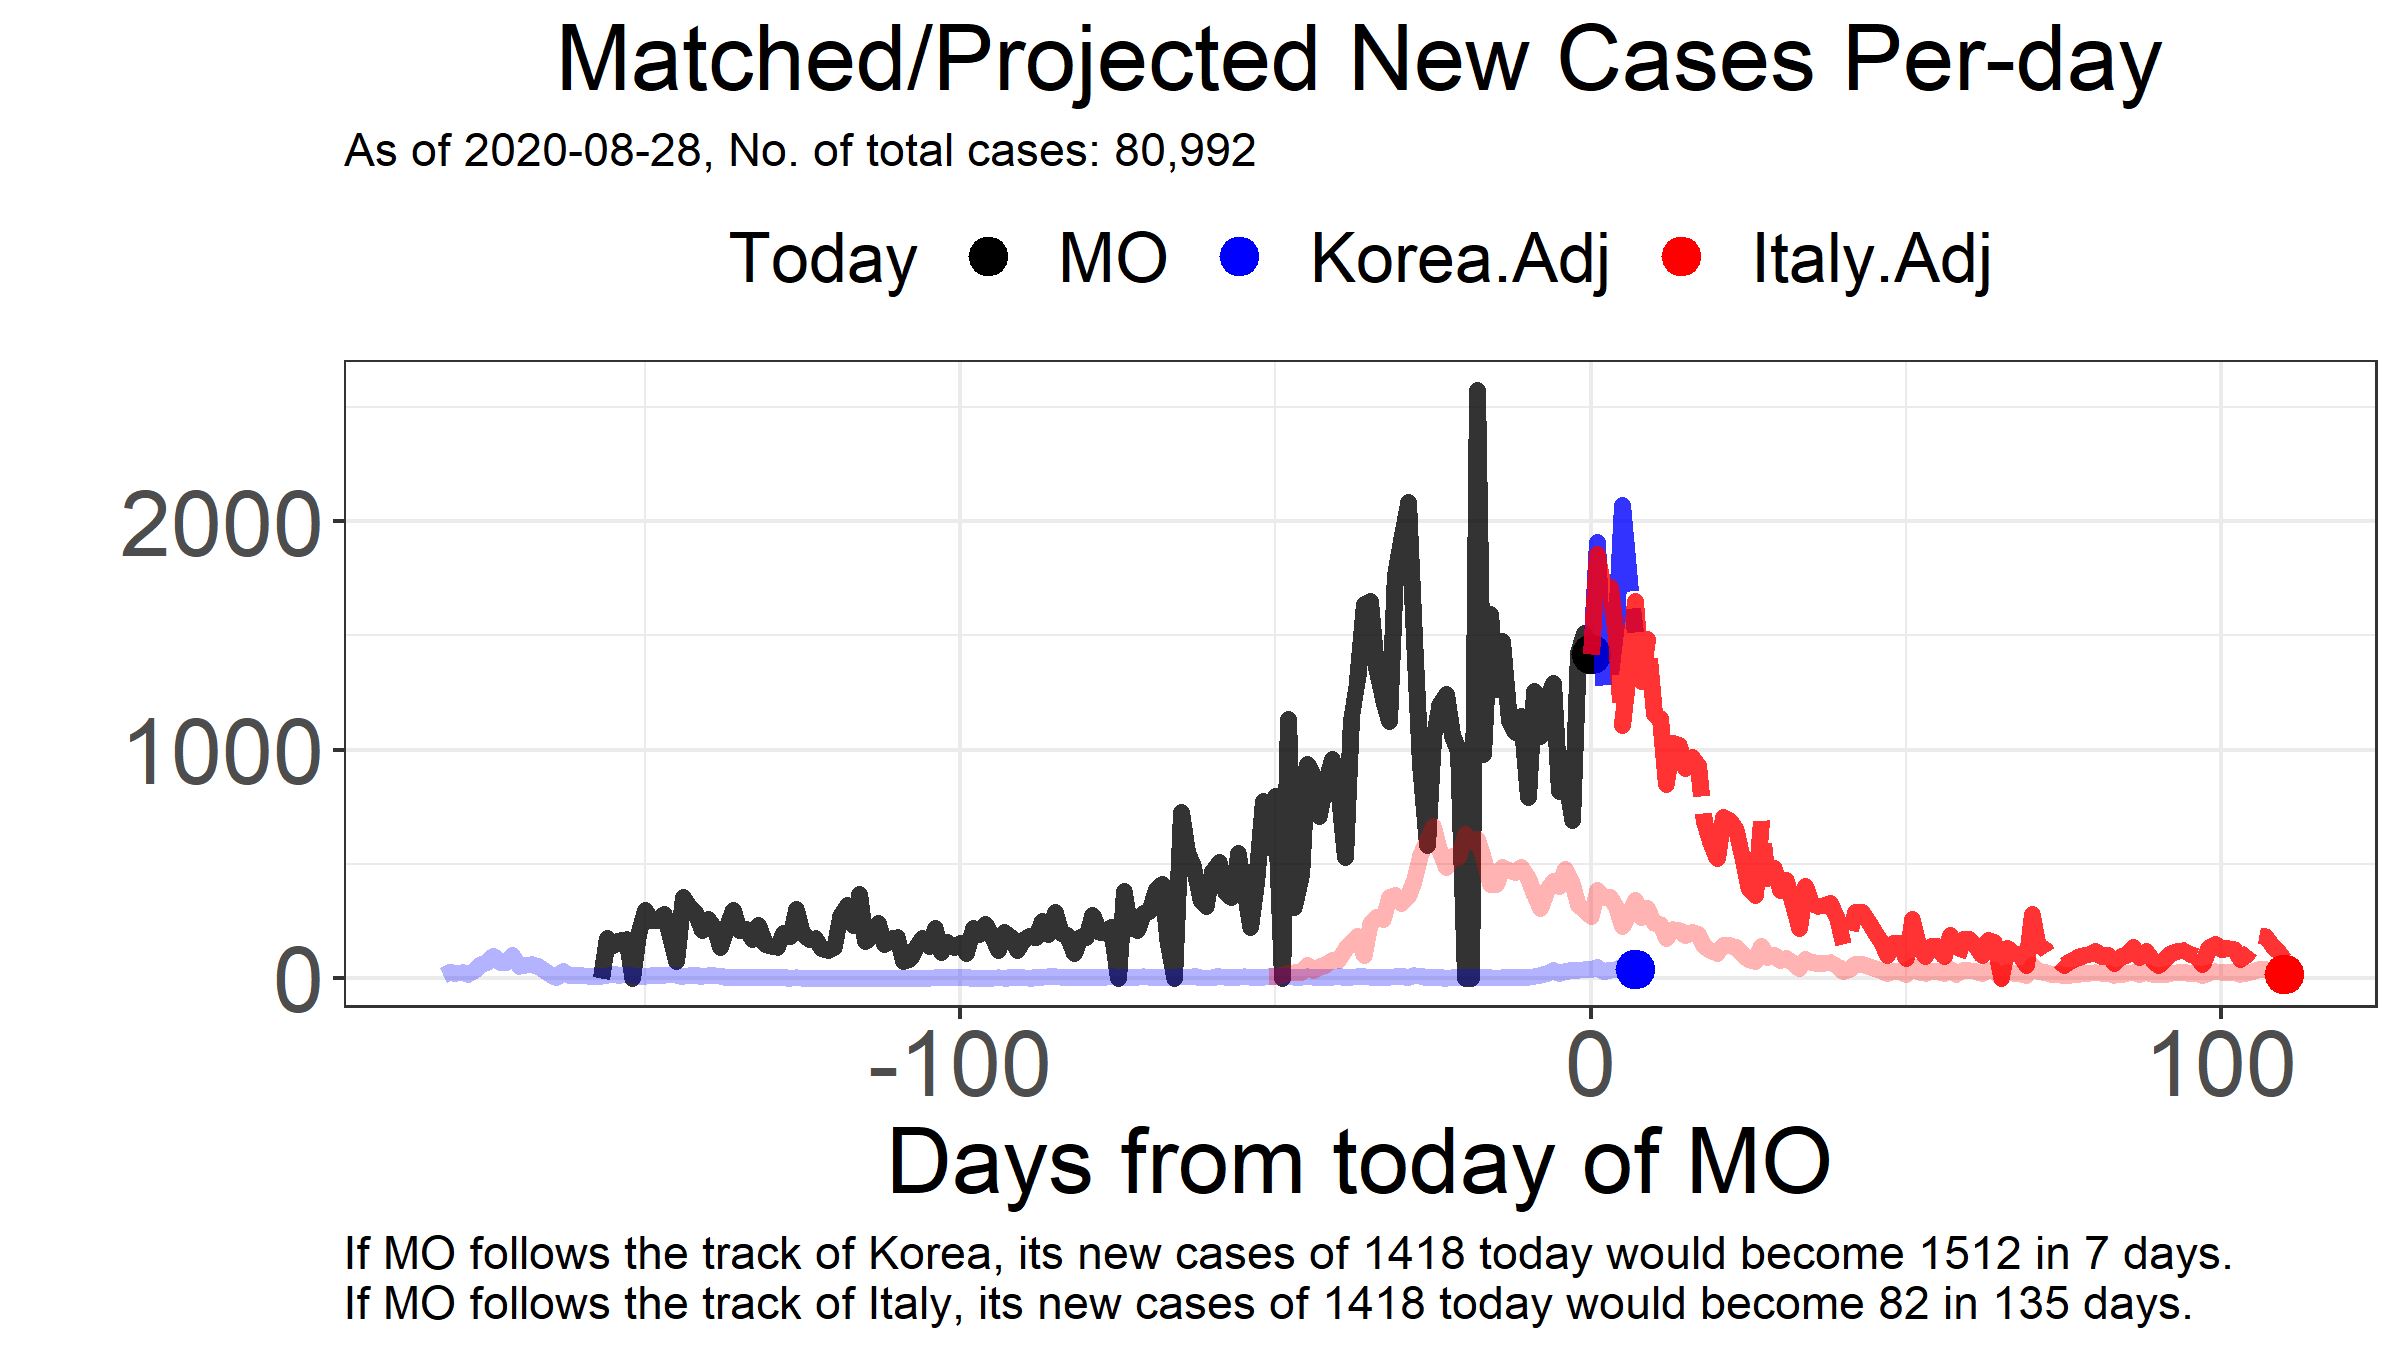 Matched/Projected New Cases Per-day
As of 2020-08-28, No. of total cases: 80,992
Today MO Korea.Adj Italy.Adj
2000
1000
0
-100 0 100
Days from today of MO
If MO follows the track of Korea, its new cases of 1418 today would become 1512 in 7 days.
If MO follows the track of Italy, its new cases of 1418 today would become 82 in 135 days.